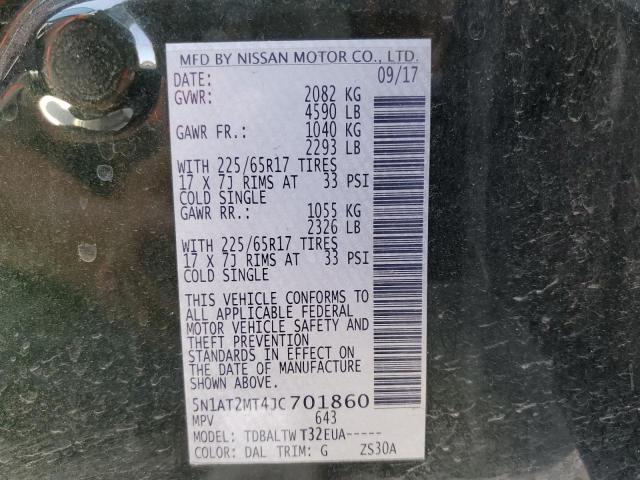 MFD BY NISSAN MOTOR CO., LTD.
DATE: 09/17
GVWR: 2082 KG
4590 LB
GAWR FR.: 1040 KG
2293 LB
WITH 225/65R17 TIRES
17 X 7J RIMS AT 33 PSI
COLD SINGLE
GAWR RR.: 1055 KG
2326 LB
WITH 225/65R17 TIRES
17 X 7J RIMS AT 33 PSI
COLD SINGLE
THIS VEHICLE CONFORMS TO
ALL APPLICABLE FEDERAL
MOTOR VEHICLE SAFETY AND
THEFT PREVENTION
STANDARDS IN EFFECT ON
THE DATE OF MANUFACTURE
SHOWN ABOVE.
5N1AT2MT4JC701860
MPV 643
MODEL: TDBALTW T32EUA-----
COLOR: DAL TRIM: G ZS30A